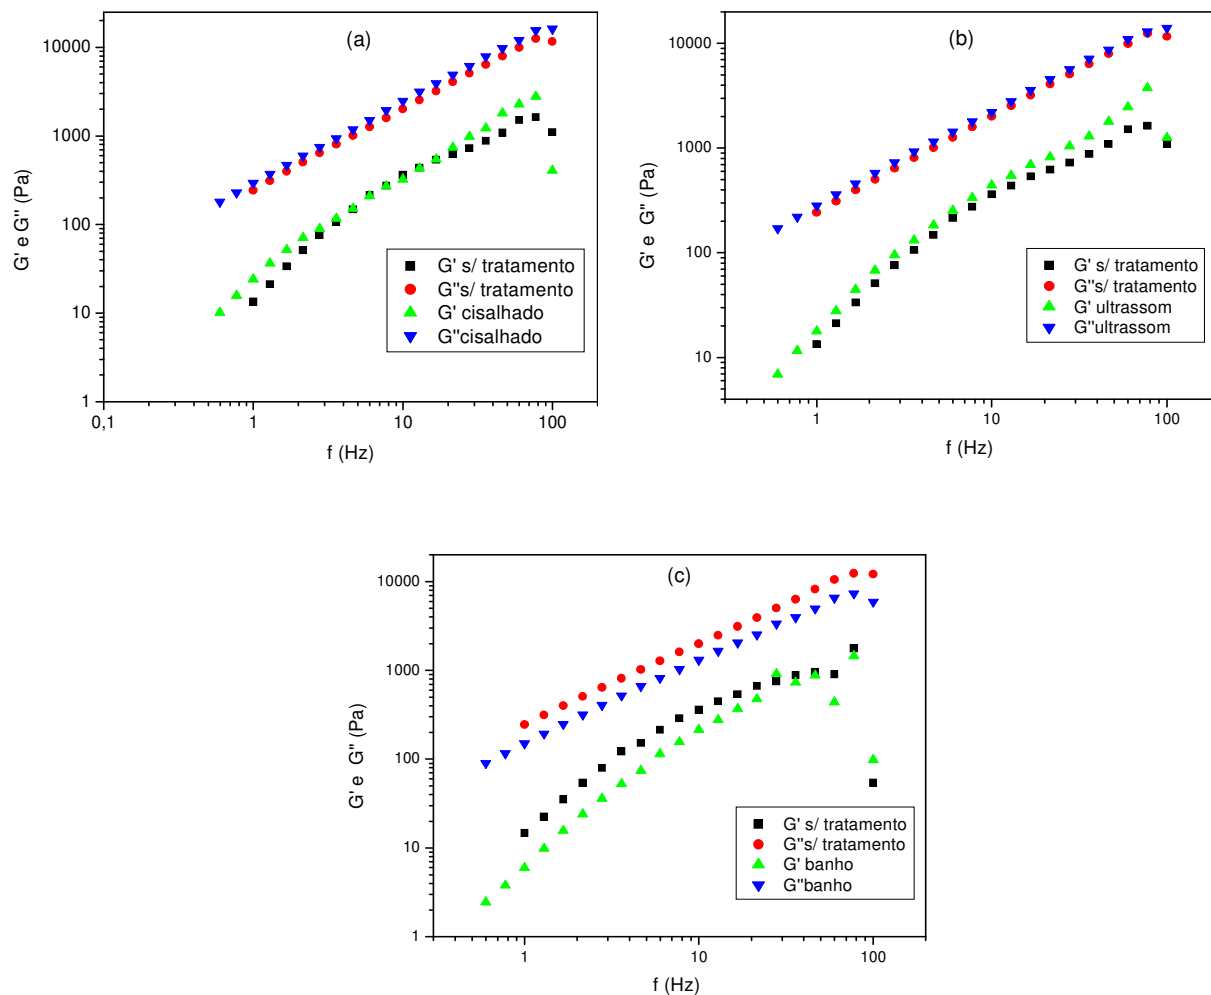 (a)
G' e G'' (Pa)
10000
1000
100
10
1
G' s/ tratamento
G''s/ tratamento
G' cisalhado
G''cisalhado
0,1
1
10
100
f (Hz)
(b)
G' e G'' (Pa)
10000
1000
100
10
G' s/ tratamento
G''s/ tratamento
G' ultrassom
G''ultrassom
1
10
100
f (Hz)
(c)
G' e G'' (Pa)
10000
1000
100
10
1
G' s/ tratamento
G''s/ tratamento
G' banho
G''banho
1
10
100
f (Hz)